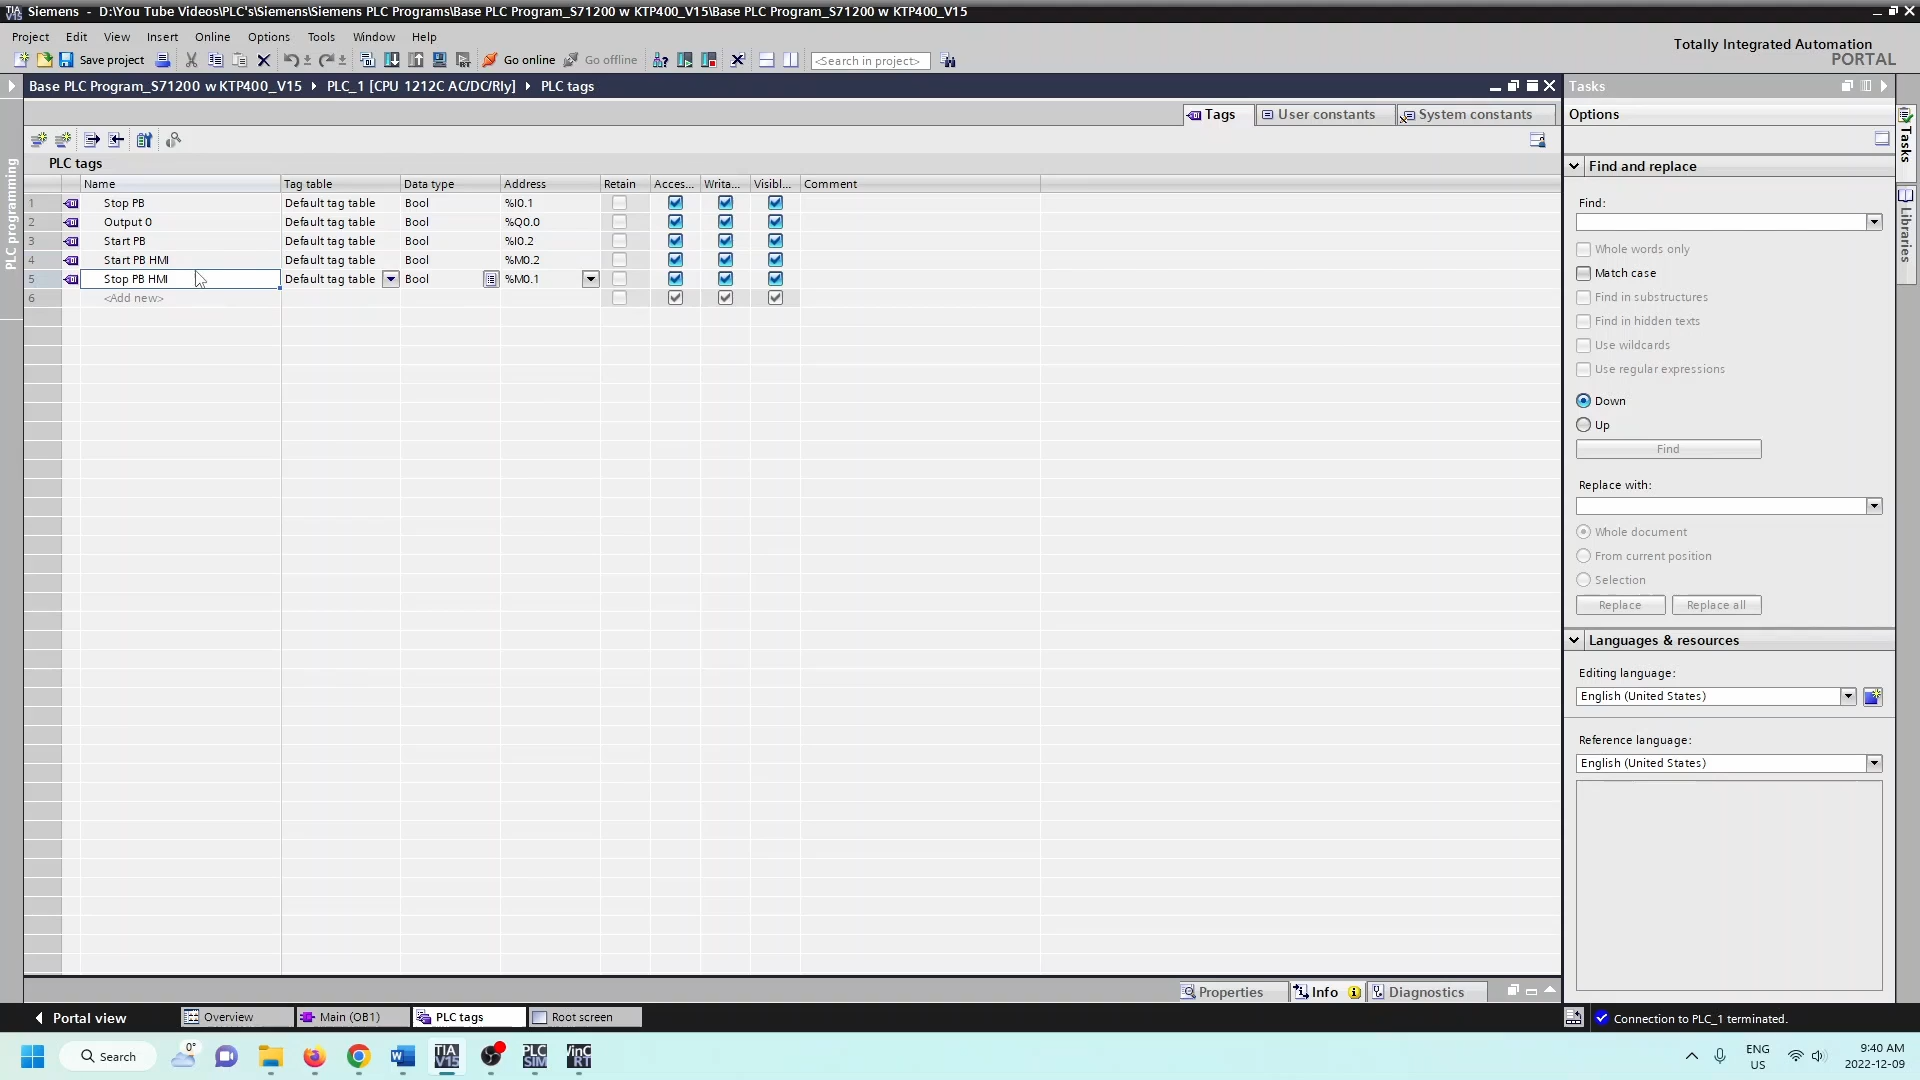 Siemens - D:\You Tube Videos\PLC's\Siemens\Siemens PLC Programs\Base PLC Program_S71200 w KTP400_V15\Base PLC Program_S71200 w KTP400_V15
Project Edit View Insert Online Options Tools Window Help
Totally Integrated Automation
PORTAL
Save project Go online Go offline <Search in project>
Base PLC Program_S71200 w KTP400_V15 PLC_1 [CPU 1212C AC/DC/Rly] PLC tags
Tasks
Tags User constants System constants
Options
PLC programming
PLC tags
Name Tag table Data type Address Retain Acces... Writa... Visibl... Comment
1 Stop PB Default tag table Bool %I0.1
2 Output 0 Default tag table Bool %Q0.0
3 Start PB Default tag table Bool %I0.2
4 Start PB HMI Default tag table Bool %M0.2
5 Stop PB HMI Default tag table Bool %M0.1
6 <Add new>
Find and replace
Find:
Whole words only
Match case
Find in substructures
Find in hidden texts
Use wildcards
Use regular expressions
Down
Up
Find
Replace with:
Whole document
From current position
Selection
Replace Replace all
Languages & resources
Editing language:
English (United States)
Reference language:
English (United States)
Tasks
Libraries
Properties Info Diagnostics
Portal view Overview Main (OB1) PLC tags Root screen
Connection to PLC_1 terminated.
Search
0°
TIA V15
PLC SIM
WinC RT
ENG
US
9:40 AM
2022-12-09